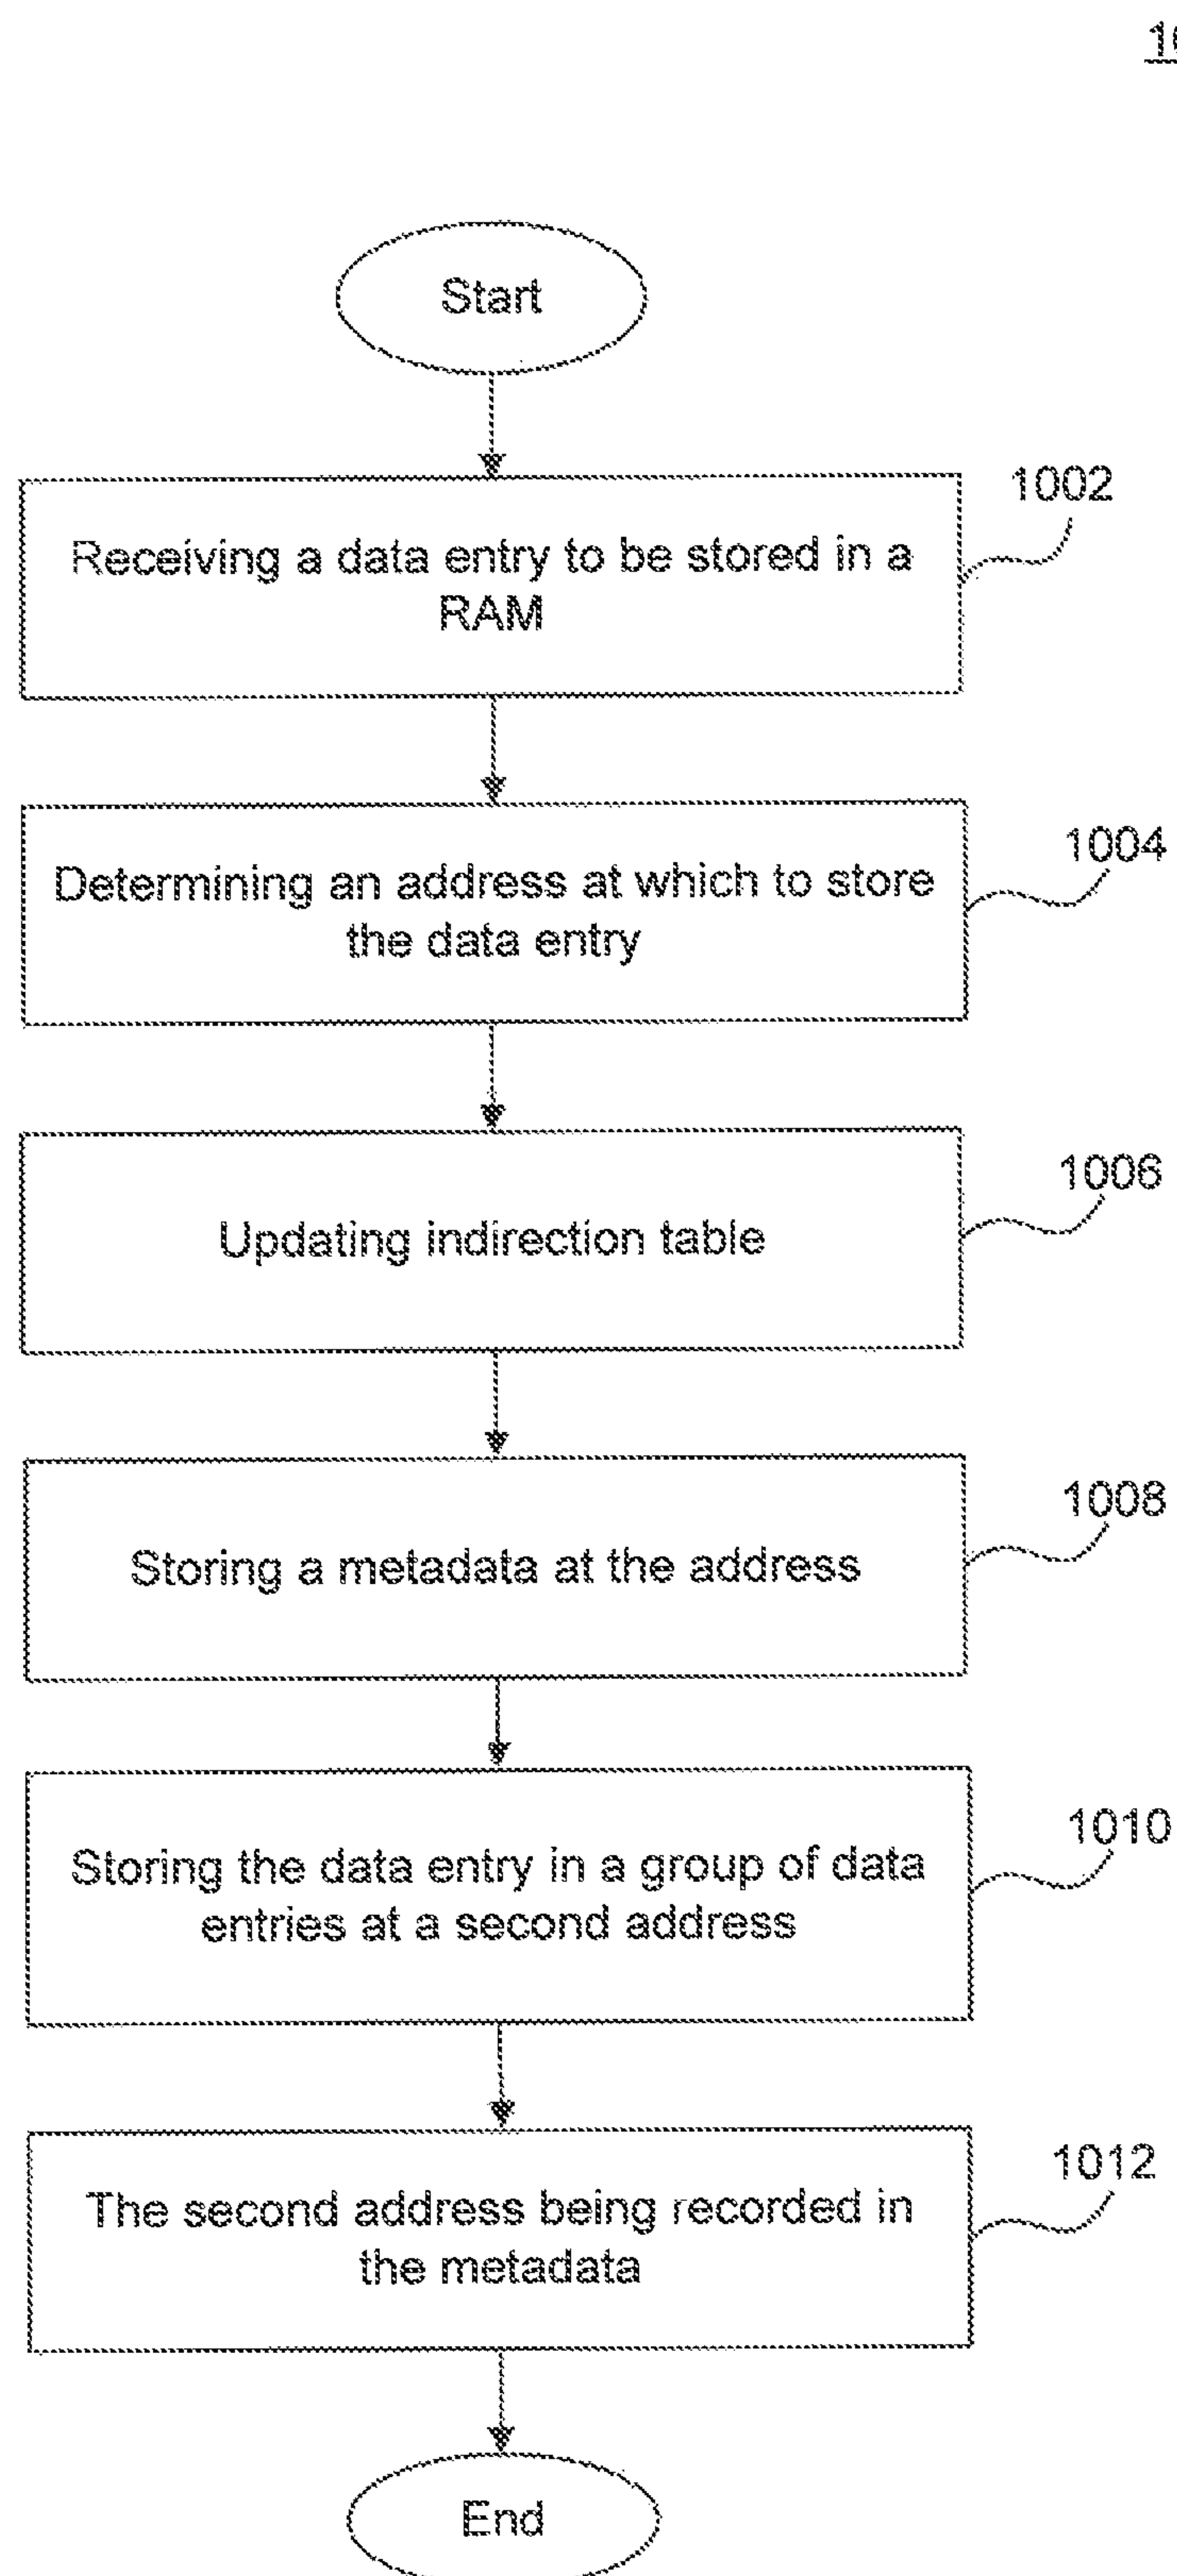 Start
Receiving a data entry to be stored in a
RAM
1002
Determining an address at which to store
the data entry
1004
Updating indirection table
1006
Storing a metadata at the address
1008
Storing the data entry in a group of data
entries at a second address
1010
The second address being recorded in
the metadata
1012
End